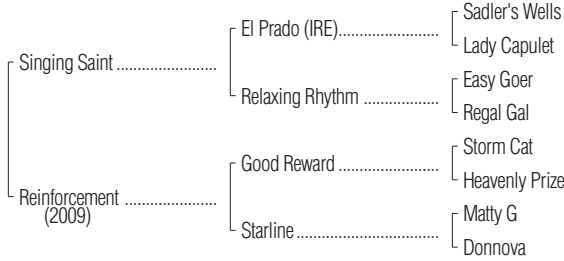 Sadler's Wells
El Prado (IRE)........................
Lady Capulet
Singing Saint ........................
Easy Goer
Relaxing Rhythm ..................
Regal Gal
Storm Cat
Good Reward ........................
Heavenly Prize
Reinforcement ......................
(2009)
Matty G
Starline..................................
Donnova